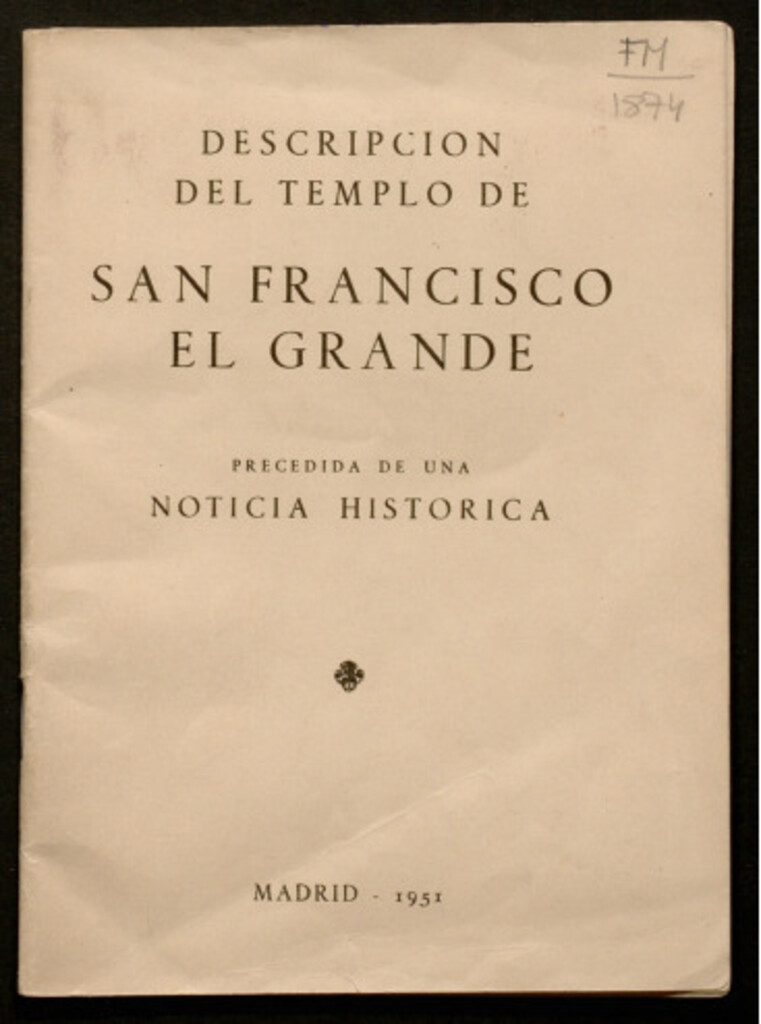 FM
1874
DESCRIPCION
DEL TEMPLO DE
SAN FRANCISCO
EL GRANDE
PRECEDIDA DE UNA
NOTICIA HISTORICA
MADRID - 1951